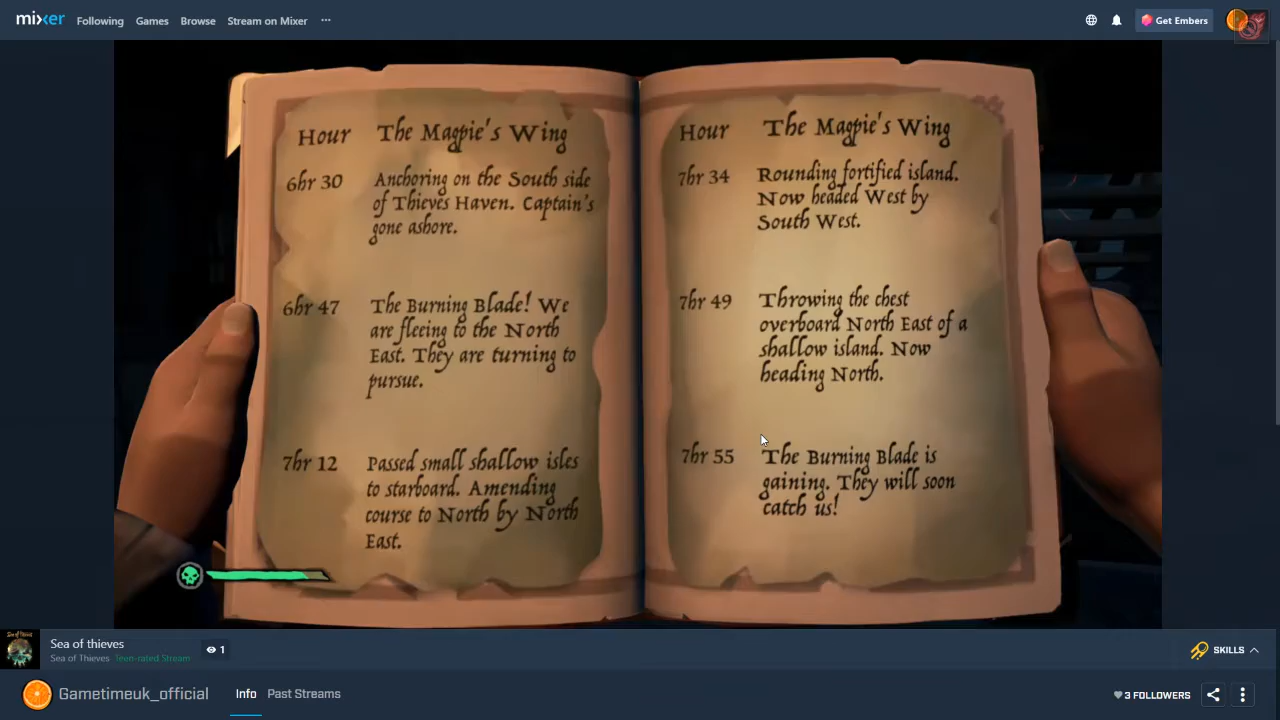 mixer Following Games Browse Stream on Mixer ··· Get Embers
Hour The Magpie's Wing
6hr 30 Anchoring on the South side
of Thieves Haven. Captain's
gone ashore.
6hr 47 The Burning Blade! We
are fleeing to the North
East. They are turning to
pursue.
7hr 12 Passed small shallow isles
to starboard. Amending
course to North by North
East.
Hour The Magpie's Wing
7hr 34 Rounding fortified island.
Now headed West by
South West.
7hr 49 Throwing the chest
overboard North East of a
shallow island. Now
heading North.
7hr 55 The Burning Blade is
gaining. They will soon
catch us!
Sea of thieves 1
Sea of Thieves Teen-rated Stream
SKILLS
Gametimeuk_official Info Past Streams 3 FOLLOWERS